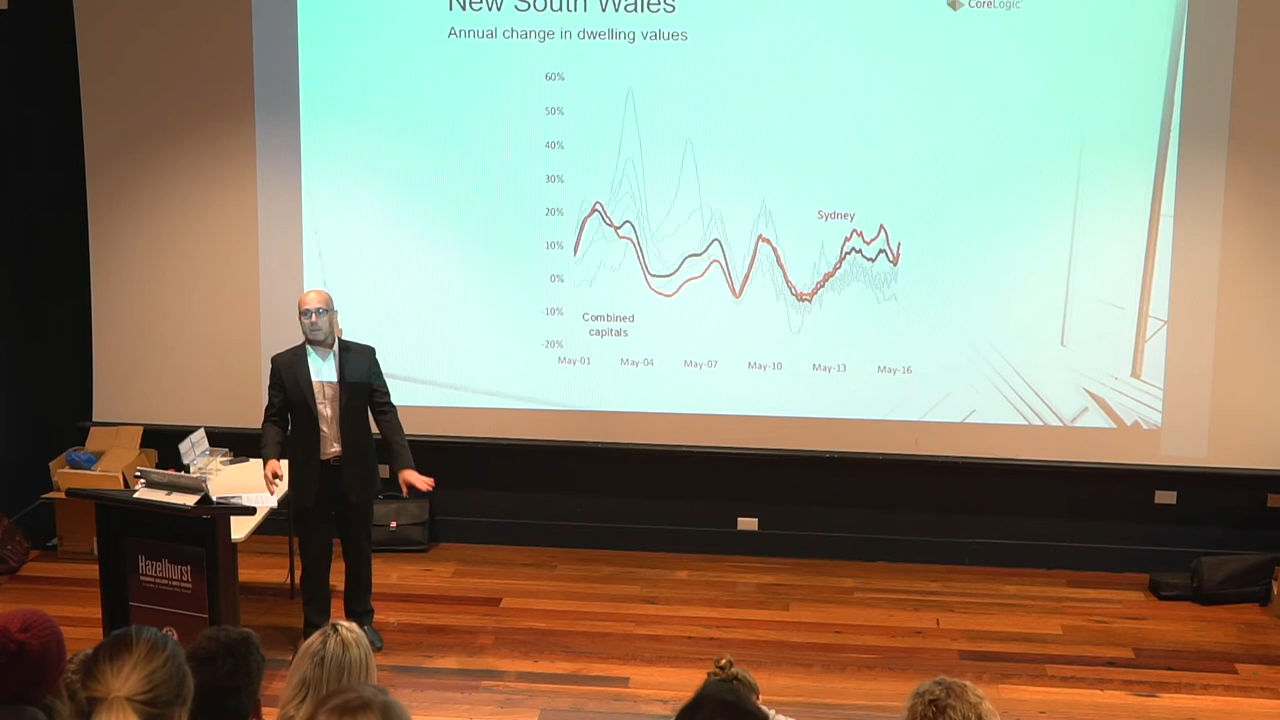 New South Wales
CoreLogic
Annual change in dwelling values
60%
50%
40%
30%
20%
10%
0%
-10%
-20%
Sydney
Combined
capitals
May-01 May-04 May-07 May-10 May-13 May-16
Hazelhurst